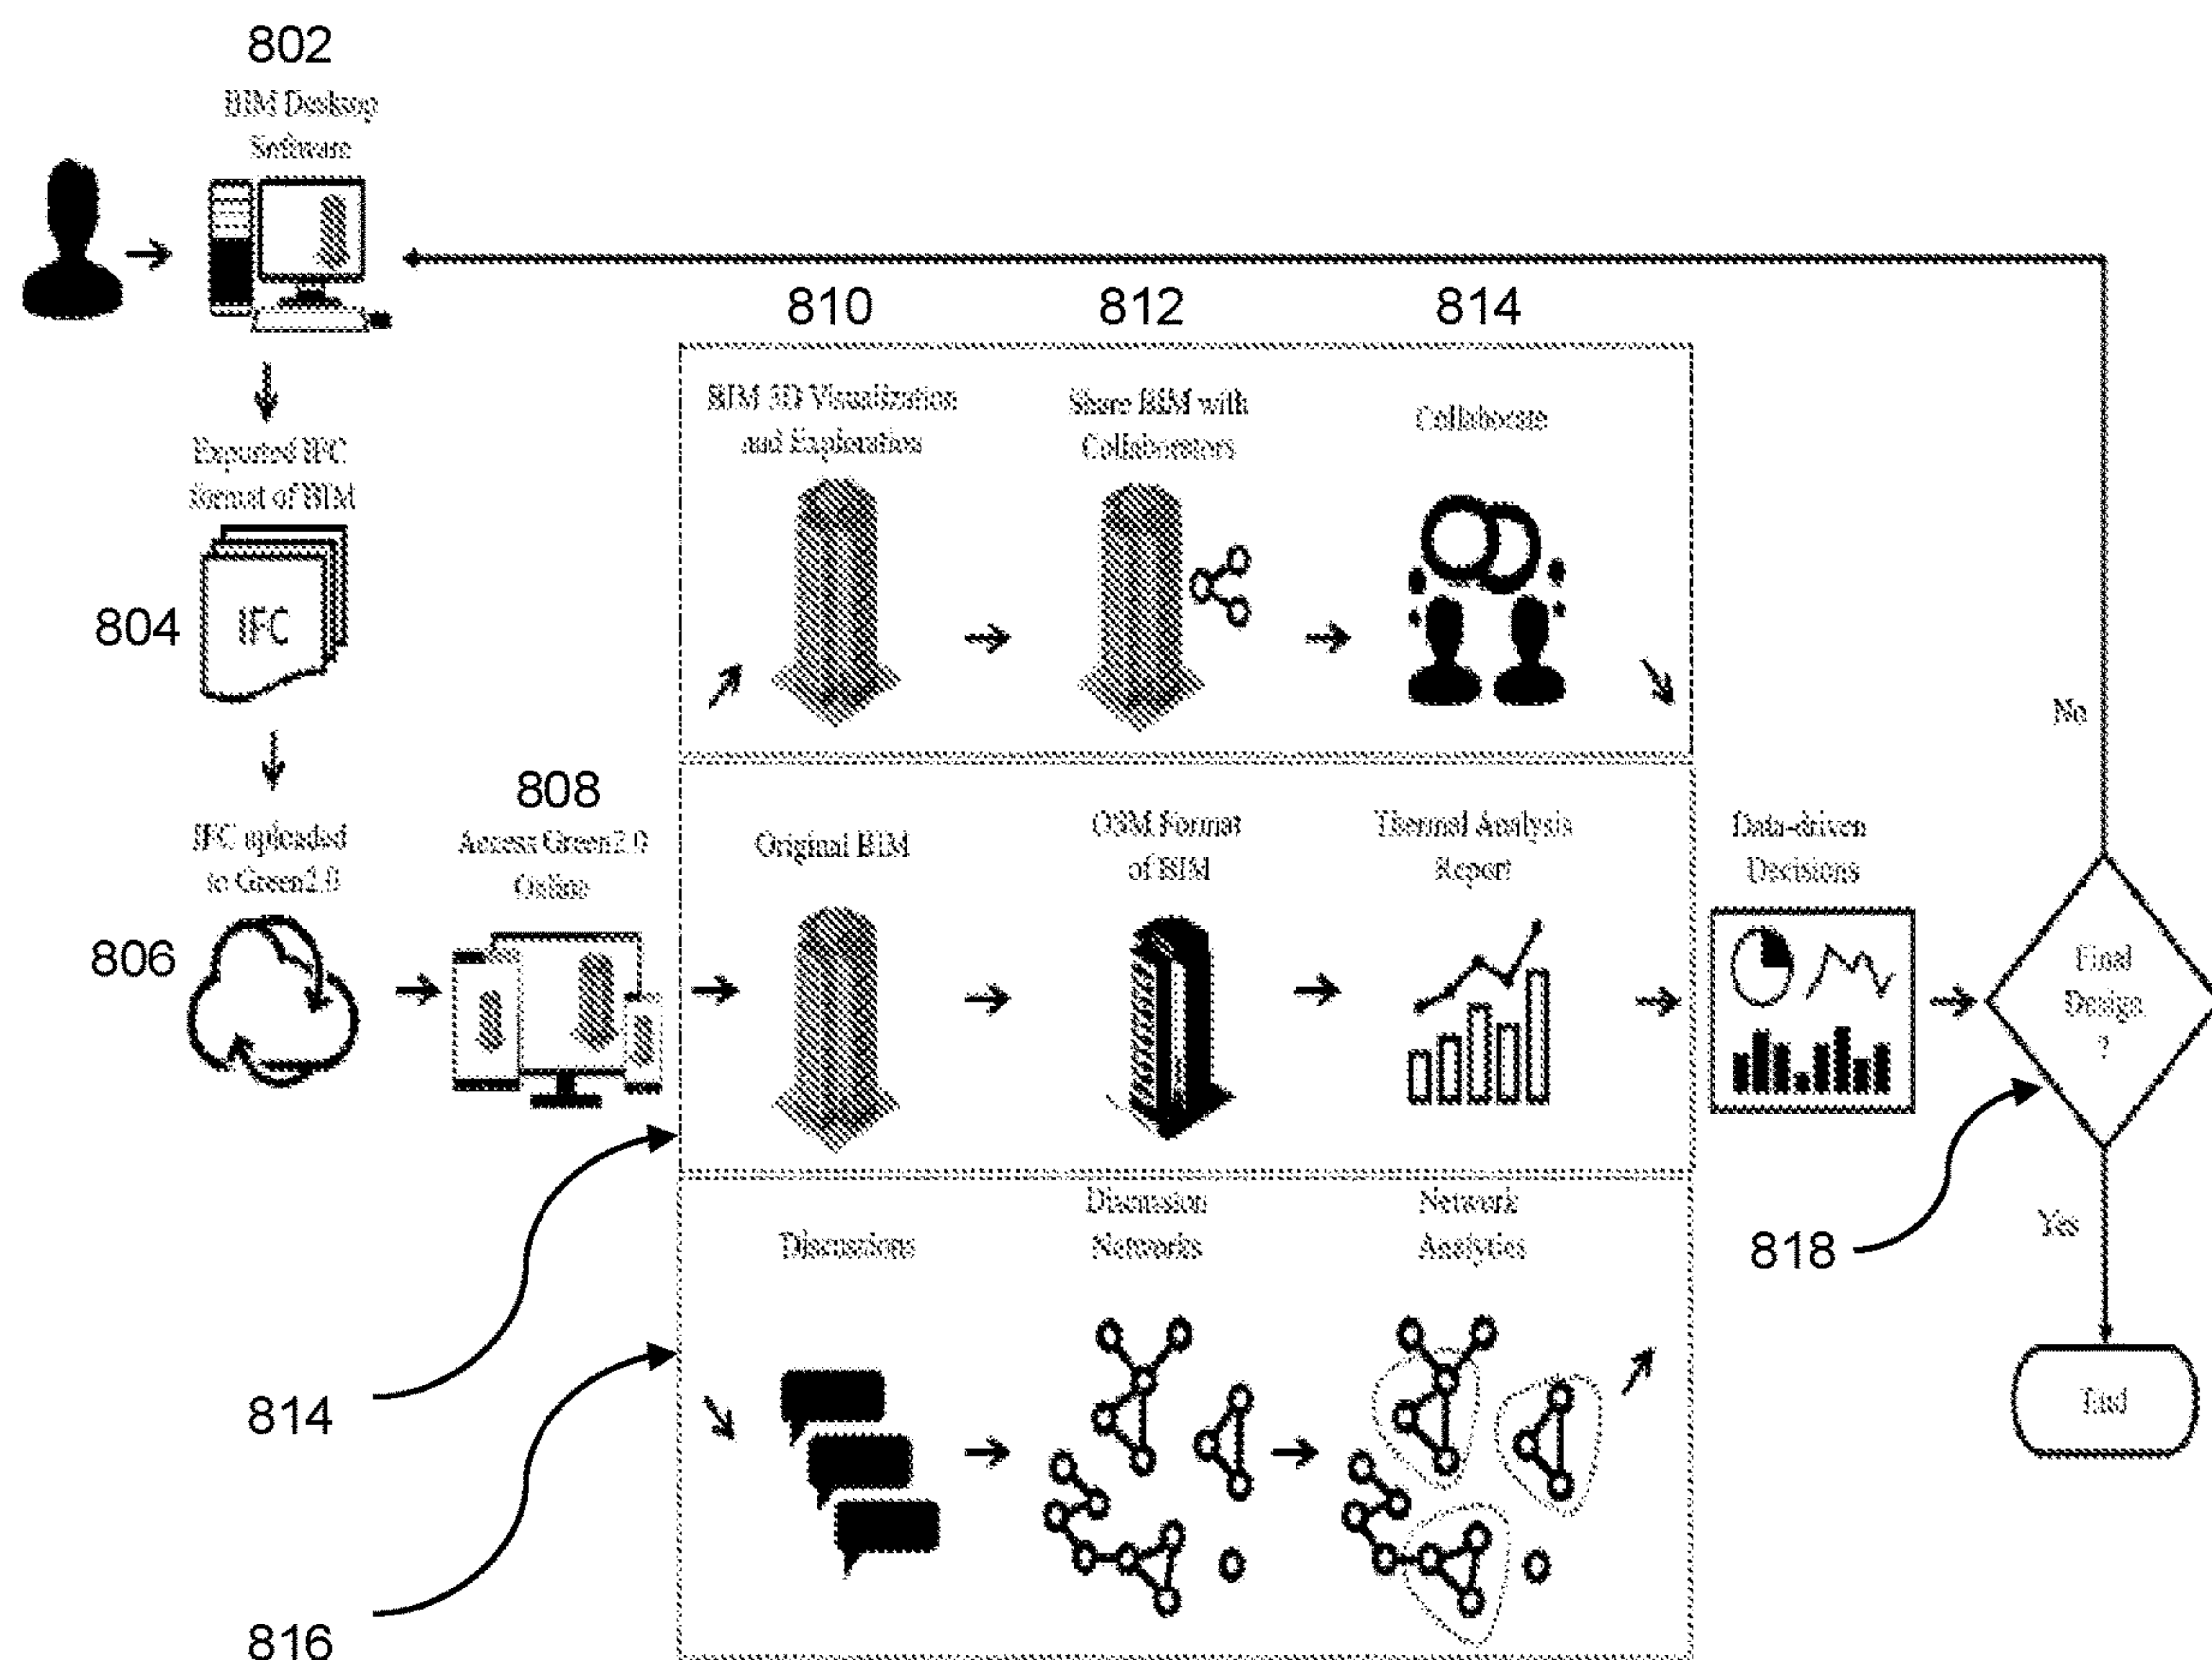 802
BIM Desktop
Software
810
812
814
BIM 3D Visualization
and Exploration
Share BIM with
Collaborators
Collaborate
Exported IFC
format of BIM
804
IFC
No
808
IFC uploaded
to Green2.0
Access Green2.0
Online
Original BIM
OSM Format
of BIM
Thermal Analysis
Report
Data-driven
Decisions
806
Final
Design
?
Discussions
Discussion
Networks
Network
Analytics
818
Yes
814
End
816